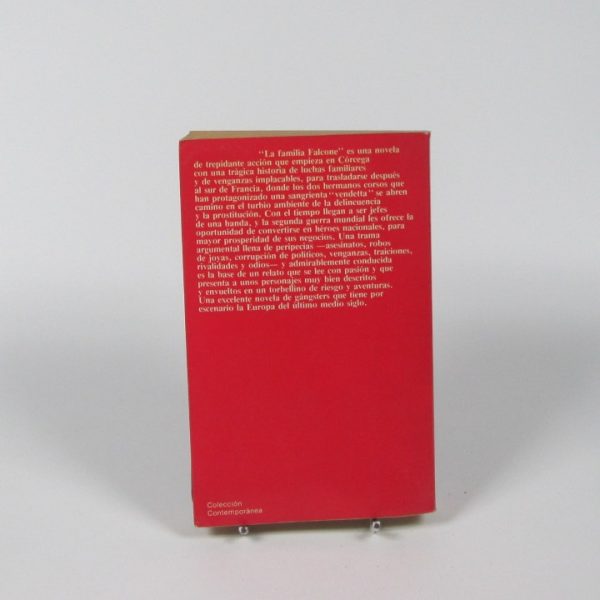 "La familia Falcone" es una novela
de trepidante acción que empieza en Córcega
con una trágica historia de luchas familiares
y de venganzas implacables, para trasladarse después
al sur de Francia, donde los dos hermanos corsos que
han protagonizado una sangrienta "vendetta" se abren
camino en el turbio ambiente de la delincuencia
y la prostitución. Con el tiempo llegan a ser jefes
de una banda, y la segunda guerra mundial les ofrece la
oportunidad de convertirse en héroes nacionales, para
mayor prosperidad de sus negocios. Una trama
argumental llena de peripecias —asesinatos, robos
de joyas, corrupción de políticos, venganzas, traiciones,
rivalidades y odios— y admirablemente conducida
es la base de un relato que se lee con pasión y que
presenta a unos personajes muy bien descritos
y envueltos en un torbellino de riesgo y aventuras.
Una excelente novela de gángsters que tiene por
escenario la Europa del último medio siglo.
Colección
Contemporánea